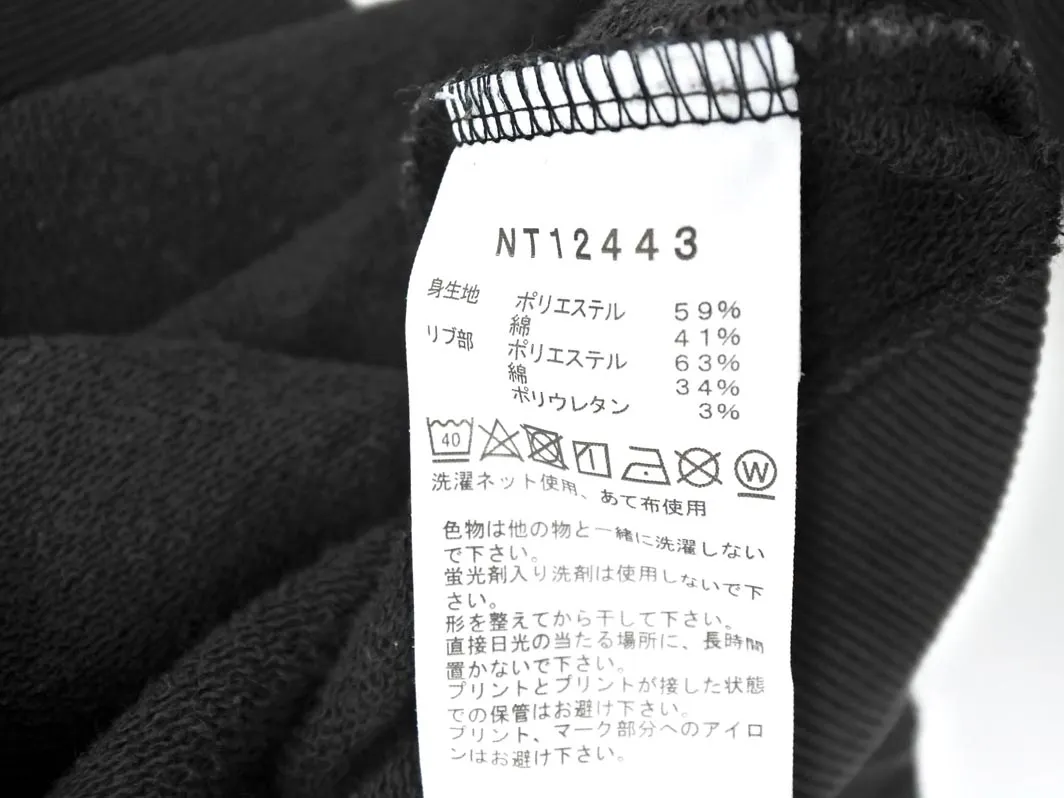 NT12443
身生地 ポリエステル 59%
綿 41%
リブ部 ポリエステル 63%
綿 34%
ポリウレタン 3%
40 W
洗濯ネット使用、あて布使用
色物は他の物と一緒に洗濯しない
で下さい。
蛍光剤入り洗剤は使用しないで下
さい。
形を整えてから干して下さい。
直接日光の当たる場所に、長時間
置かないで下さい。
プリントとプリントが接した状態
での保管はお避け下さい。
プリント、マーク部分へのアイロ
ンはお避け下さい。